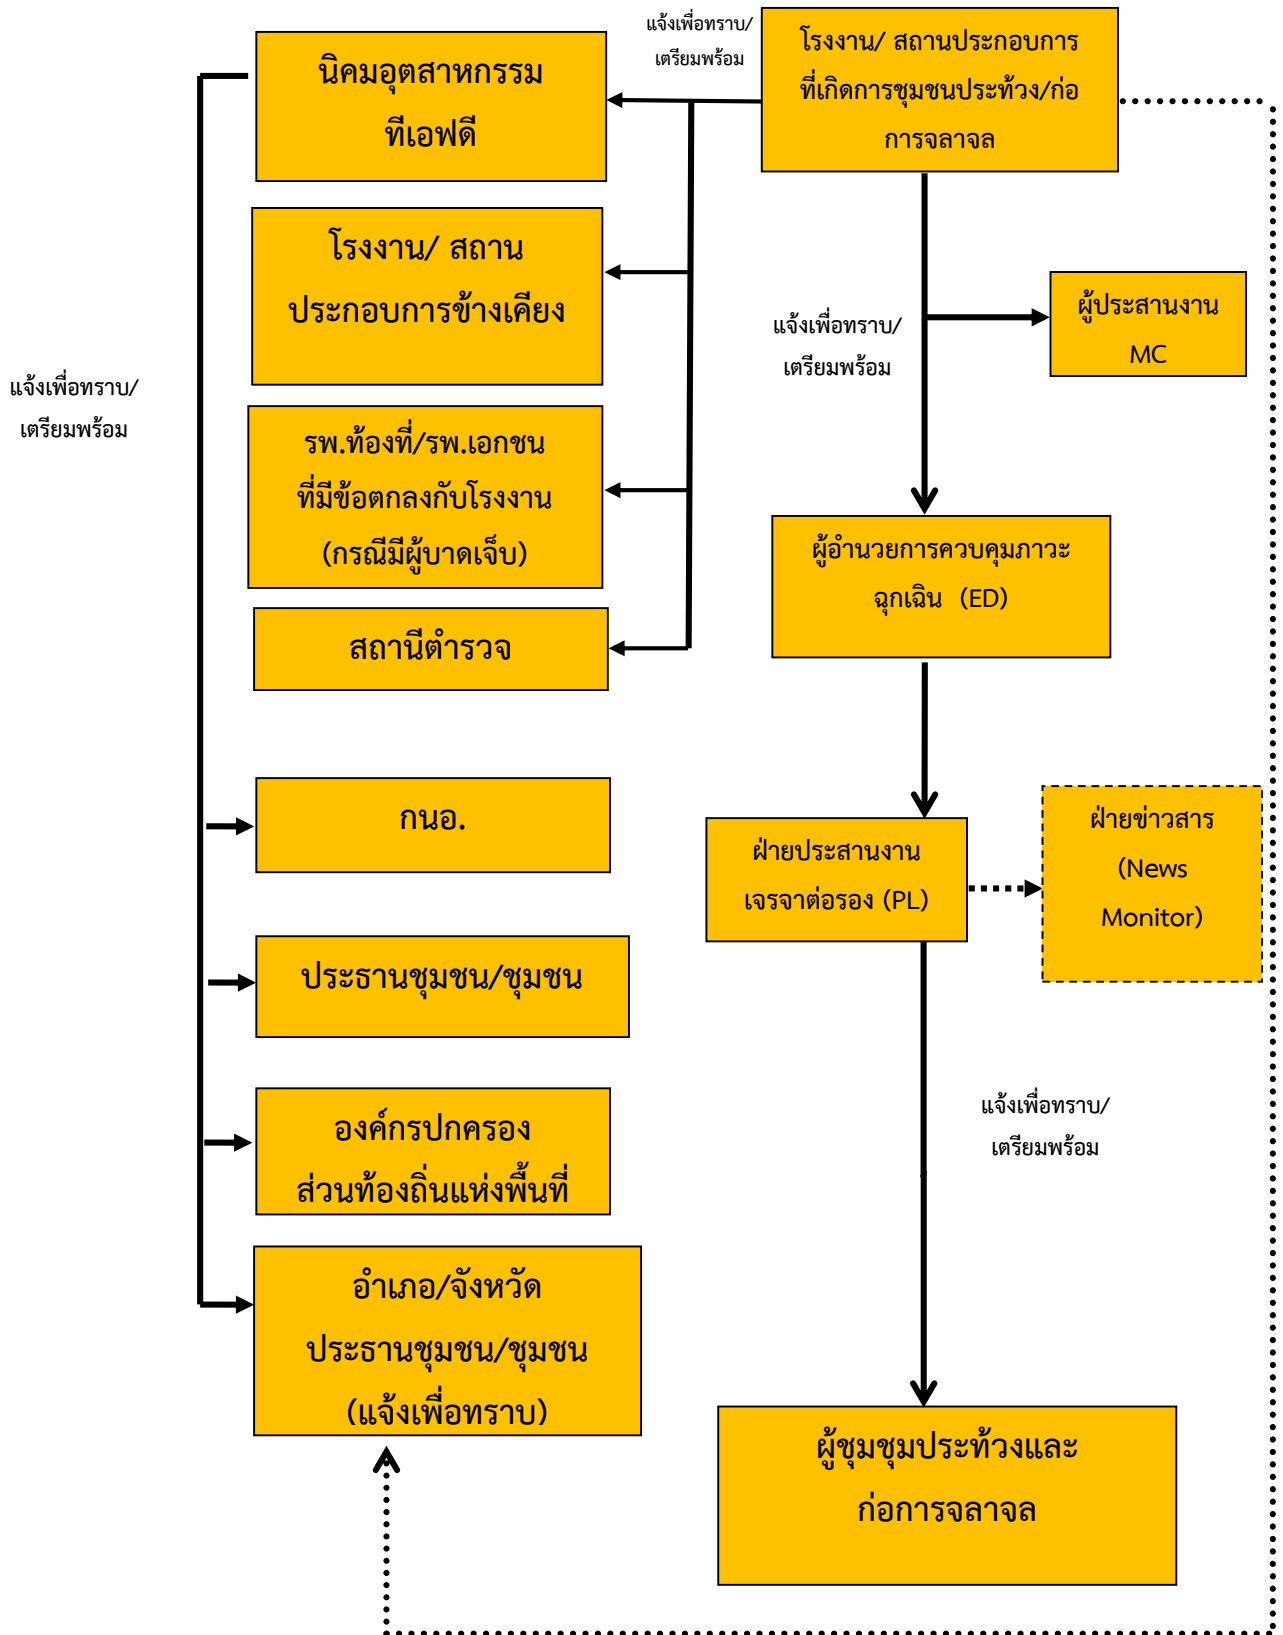 แจ้งเพื่อทราบ/
เตรียมพร้อม
โรงงาน/ สถานประกอบการ
ที่เกิดการชุมชนประท้วง/ก่อ
การจลาจล
นิคมอุตสาหกรรม
ทีเอฟดี
โรงงาน/ สถาน
ประกอบการข้างเคียง
ผู้ประสานงาน
MC
แจ้งเพื่อทราบ/
เตรียมพร้อม
แจ้งเพื่อทราบ/
เตรียมพร้อม
รพ.ท้องที่/รพ.เอกชน
ที่มีข้อตกลงกับโรงงาน
(กรณีมีผู้บาดเจ็บ)
ผู้อำนวยการควบคุมภาวะ
ฉุกเฉิน (ED)
สถานีตำรวจ
กนอ.
ฝ่ายประสานงาน
เจรจาต่อรอง (PL)
ฝ่ายข่าวสาร
(News
Monitor)
ประธานชุมชน/ชุมชน
องค์กรปกครอง
ส่วนท้องถิ่นแห่งพื้นที่
แจ้งเพื่อทราบ/
เตรียมพร้อม
อำเภอ/จังหวัด
ประธานชุมชน/ชุมชน
(แจ้งเพื่อทราบ)
ผู้ชุมชุมประท้วงและ
ก่อการจลาจล